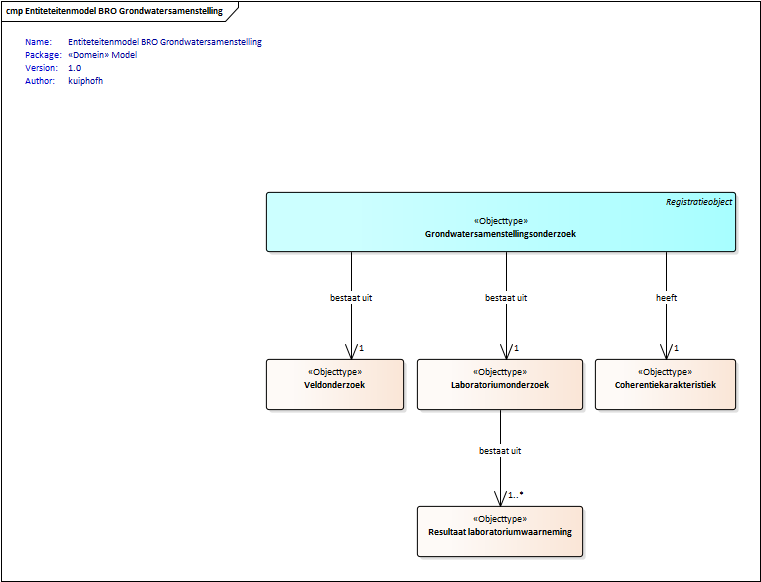 cmp Entiteteitenmodel BRO Grondwatersamenstelling
Name: Entiteteitenmodel BRO Grondwatersamenstelling
Package: «Domein» Model
Version: 1.0
Author: kuiphofh
Registratieobject
«Objecttype»
Grondwatersamenstellingsonderzoek
bestaat uit bestaat uit heeft
1 1 1
«Objecttype» «Objecttype» «Objecttype»
Veldonderzoek Laboratoriumonderzoek Coherentiekarakteristiek
bestaat uit
1..*
«Objecttype»
Resultaat laboratoriumwaarneming